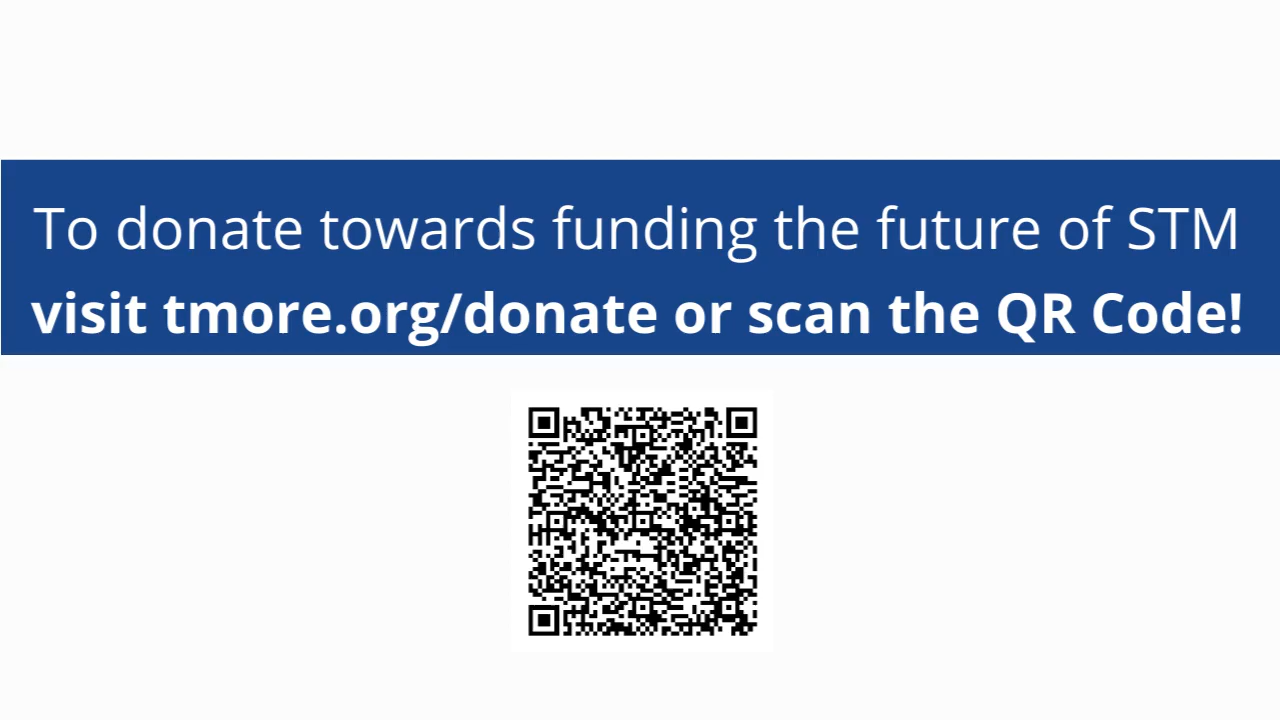 To donate towards funding the future of STM
visit tmore.org/donate or scan the QR Code!